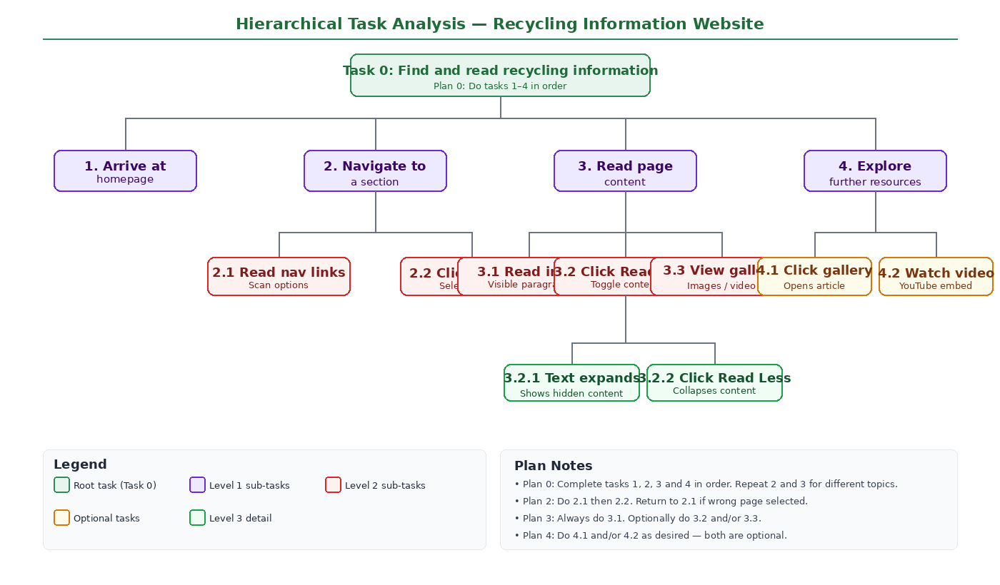 Hierarchical Task Analysis — Recycling Information Website
Task 0: Find and read recycling information
Plan 0: Do tasks 1–4 in order
1. Arrive at
homepage
2. Navigate to
a section
3. Read page
content
4. Explore
further resources
2.1 Read nav links
Scan options
2.2
3.1 Read
Visible
3.2 Click
Toggle
3.3 View
Images / video
4.1 Click gallery
Opens article
4.2 Watch video
YouTube embed
3.2.1 Text expands
Shows hidden content
3.2.2 Click Read Less
Collapses content
Legend
Root task (Task 0)
Level 1 sub-tasks
Level 2 sub-tasks
Optional tasks
Level 3 detail
Plan Notes
• Plan 0: Complete tasks 1, 2, 3 and 4 in order. Repeat 2 and 3 for different topics.
• Plan 2: Do 2.1 then 2.2. Return to 2.1 if wrong page selected.
• Plan 3: Always do 3.1. Optionally do 3.2 and/or 3.3.
• Plan 4: Do 4.1 and/or 4.2 as desired — both are optional.